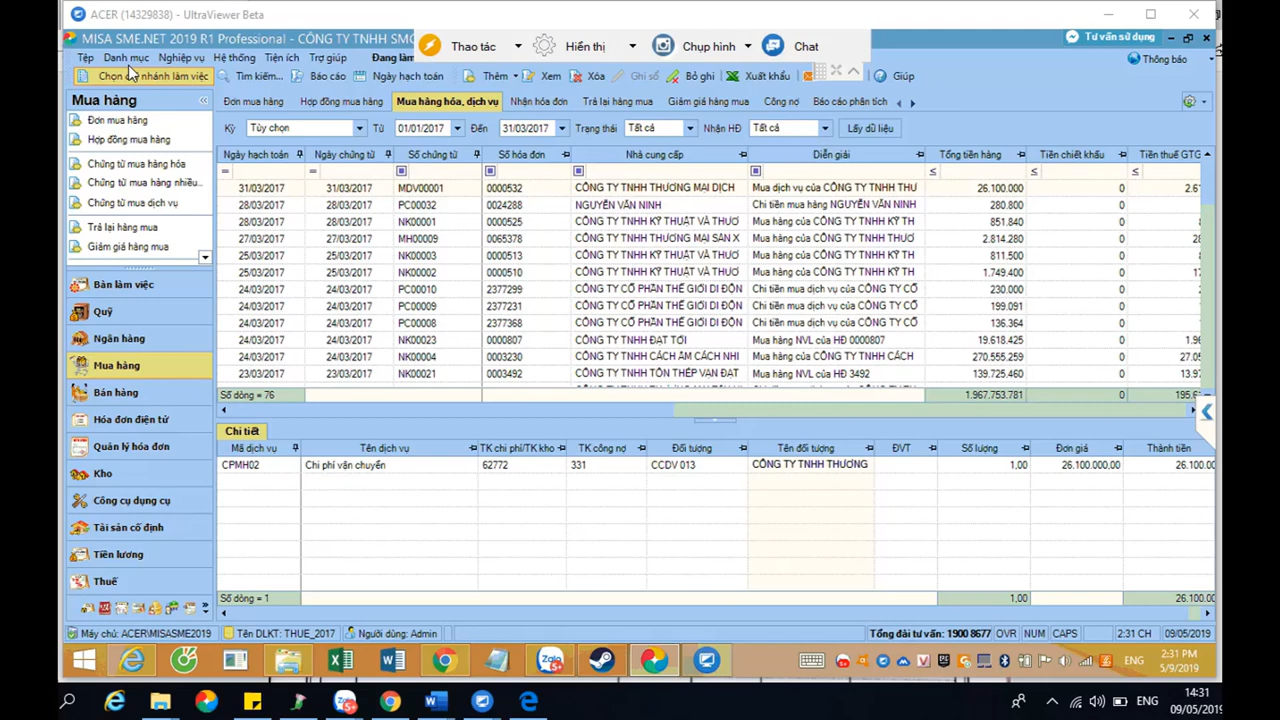 ACER (14329838) - UltraViewer Beta
MISA SME.NET 2019 R1 Professional - CÔNG TY TNHH SMC
Thao tác
Hiển thị
Chụp hình
Chat
Tư vấn sử dụng
Tệp Danh mục Nghiệp vụ Hệ thống Tiện ích Trợ giúp Đang làm
Thông báo
Chọn chi nhánh làm việc Tìm kiếm... Báo cáo Ngày hạch toán Thêm Xem Xóa Ghi sổ Bỏ ghi Xuất khẩu Giúp
Mua hàng
Đơn mua hàng Hợp đồng mua hàng Mua hàng hóa, dịch vụ Nhận hóa đơn Trả lại hàng mua Giảm giá hàng mua Công nợ Báo cáo phân tích
Đơn mua hàng
Hợp đồng mua hàng
Chứng từ mua hàng hóa
Chứng từ mua hàng nhiều...
Chứng từ mua dịch vụ
Trả lại hàng mua
Giảm giá hàng mua
Bàn làm việc
Quỹ
Ngân hàng
Mua hàng
Bán hàng
Hóa đơn điện tử
Quản lý hóa đơn
Kho
Công cụ dụng cụ
Tài sản cố định
Tiền lương
Thuế
Kỳ Tùy chọn Từ 01/01/2017 Đến 31/03/2017 Trạng thái Tất cả Nhận HĐ Tất cả Lấy dữ liệu
Ngày hạch toán Ngày chứng từ Số chứng từ Số hóa đơn Nhà cung cấp Diễn giải Tổng tiền hàng Tiền chiết khấu Tiền thuế GTG
= = ≤ ≤ ≤
31/03/2017 31/03/2017 MDV00001 0000532 CÔNG TY TNHH THƯƠNG MẠI DỊCH Mua dịch vụ của CÔNG TY TNHH THƯ 26.100.000 0 2.6
28/03/2017 28/03/2017 PC00032 0024288 NGUYỄN VĂN NINH Chi tiền mua hàng NGUYỄN VĂN NINH 280.800 0
28/03/2017 28/03/2017 NK00001 0000525 CÔNG TY TNHH KỸ THUẬT VÀ THƯƠ Mua hàng của CÔNG TY TNHH KỸ TH 851.840 0
27/03/2017 27/03/2017 MH00009 0065378 CÔNG TY TNHH THƯƠNG MẠI SẢN X Mua hàng của CÔNG TY TNHH THƯƠ 2.814.280 0 28
25/03/2017 25/03/2017 NK00003 0000513 CÔNG TY TNHH KỸ THUẬT VÀ THƯƠ Mua hàng của CÔNG TY TNHH KỸ TH 811.500 0
25/03/2017 25/03/2017 NK00002 0000510 CÔNG TY TNHH KỸ THUẬT VÀ THƯƠ Mua hàng của CÔNG TY TNHH KỸ TH 1.749.400 0 17
24/03/2017 24/03/2017 PC00010 2377299 CÔNG TY CỔ PHẦN THẾ GIỚI DI ĐỘN Chi tiền mua dịch vụ của CÔNG TY CỔ 230.000 0
24/03/2017 24/03/2017 PC00009 2377231 CÔNG TY CỔ PHẦN THẾ GIỚI DI ĐỘN Chi tiền mua dịch vụ của CÔNG TY CỔ 199.091 0
24/03/2017 24/03/2017 PC00008 2377368 CÔNG TY CỔ PHẦN THẾ GIỚI DI ĐỘN Chi tiền mua dịch vụ của CÔNG TY CỔ 136.364 0
24/03/2017 24/03/2017 NK00023 0000807 CÔNG TY TNHH ĐẠT TỚI Mua hàng NVL của HĐ 0000807 19.618.425 0 1.96
24/03/2017 24/03/2017 NK00004 0003230 CÔNG TY TNHH CÁCH ÂM CÁCH NHI Mua hàng của CÔNG TY TNHH CÁCH 270.555.259 0 27.05
23/03/2017 23/03/2017 NK00021 0003492 CÔNG TY TNHH TÔN THÉP VẠN ĐẠT Mua hàng NVL của HĐ 3492 139.725.460 0 13.97
Số dòng = 76 1.967.753.781 0 195.6
Chi tiết
Mã dịch vụ Tên dịch vụ TK chi phí/TK kho TK công nợ Đối tượng Tên đối tượng ĐVT Số lượng Đơn giá Thành tiền
CPMH02 Chi phí vận chuyển 62772 331 CCDV 013 CÔNG TY TNHH THƯƠNG 1,00 26.100.000,00 26.100
Số dòng = 1 1,00 26.100
Máy chủ: ACER\MISASME2019 Tên DLKT: THUE_2017 Người dùng: Admin Tổng đài tư vấn: 1900 8677 OVR NUM CAPS 2:31 CH 09/05/2019
ENG 2:31 PM
5/9/2019
ENG 14:31
09/05/2019